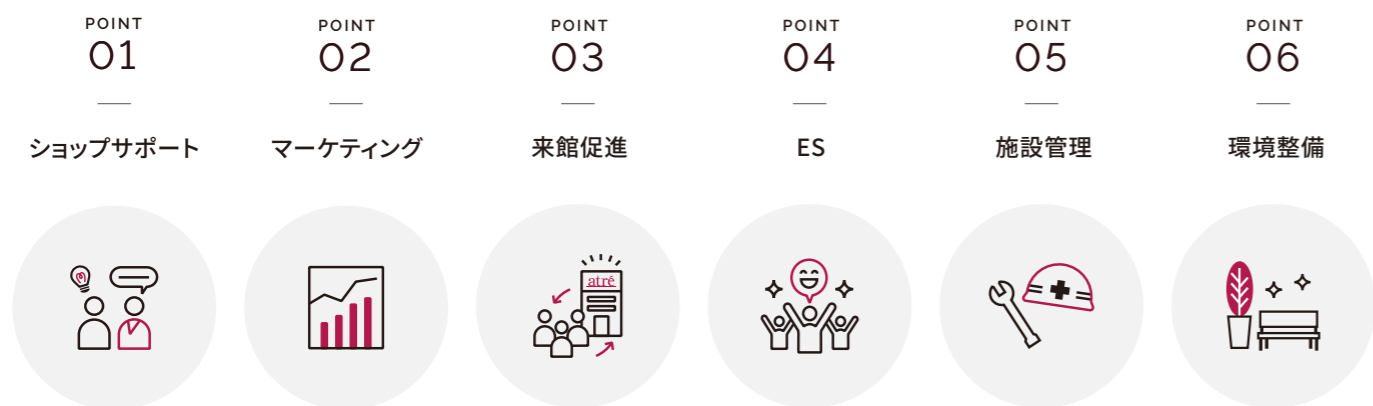 POINT
01
ショップサポート
POINT
02
マーケティング
POINT
03
来館促進
atré
POINT
04
ES
POINT
05
施設管理
POINT
06
環境整備